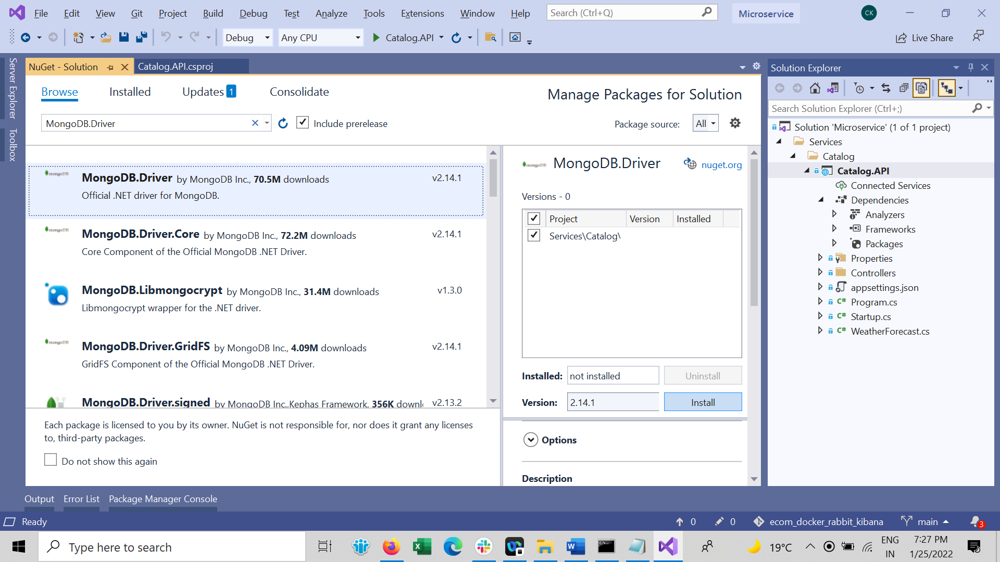 File Edit View Git Project Build Debug Test Analyze Tools Extensions Window Help Search (Ctrl+Q) Microservice CK
Debug Any CPU Catalog.API Live Share
Server Explorer
Toolbox
NuGet - Solution Catalog.API.csproj
Browse Installed Updates 1 Consolidate
Manage Packages for Solution
MongoDB.Driver Include prerelease
Package source: All
MongoDB.Driver by MongoDB Inc., 70.5M downloads v2.14.1
Official .NET driver for MongoDB.
MongoDB.Driver.Core by MongoDB Inc., 72.2M downloads v2.14.1
Core Component of the Official MongoDB .NET Driver.
MongoDB.Libmongocrypt by MongoDB Inc., 31.4M downloads v1.3.0
Libmongocrypt wrapper for the .NET driver.
MongoDB.Driver.GridFS by MongoDB Inc., 4.09M downloads v2.14.1
GridFS Component of the Official MongoDB .NET Driver.
MongoDB.Driver.signed by MongoDB Inc.,Kephas Framework, 356K downl v2.13.2
Each package is licensed to you by its owner. NuGet is not responsible for, nor does it grant any licenses
to, third-party packages.
Do not show this again
mongoDB MongoDB.Driver nuget.org
Versions - 0
Project Version Installed
Services\Catalog\
Installed: not installed Uninstall
Version: 2.14.1 Install
Options
Description
Solution Explorer
Search Solution Explorer (Ctrl+;)
Solution 'Microservice' (1 of 1 project)
Services
Catalog
Catalog.API
Connected Services
Dependencies
Analyzers
Frameworks
Packages
Properties
Controllers
appsettings.json
C# Program.cs
C# Startup.cs
C# WeatherForecast.cs
Output Error List Package Manager Console
Ready 0 0 ecom_docker_rabbit_kibana main 3
Type here to search 19°C ENG
IN
7:27 PM
1/25/2022